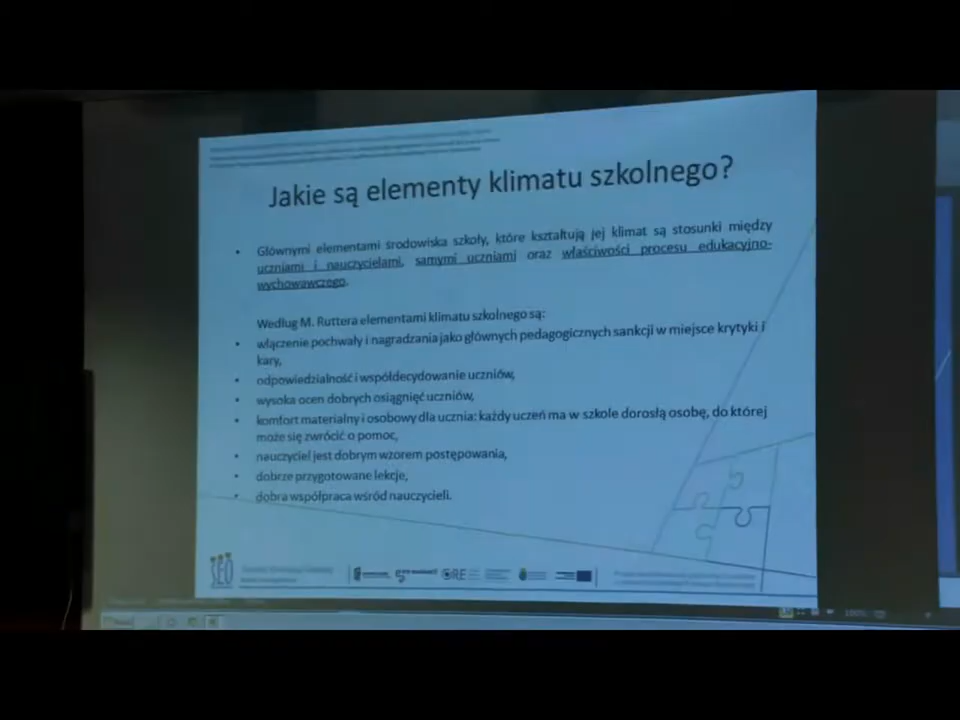 Jakie są elementy klimatu szkolnego?
• Głównymi elementami środowiska szkoły, które kształtują jej klimat są stosunki między
uczniami i nauczycielami, samymi uczniami oraz właściwości procesu edukacyjno-
wychowawczego.
Według M. Ruttera elementami klimatu szkolnego są:
• włączenie pochwały i nagradzania jako głównych pedagogicznych sankcji w miejsce krytyki i
kary,
• odpowiedzialność i współdecydowanie uczniów,
• wysoka ocen dobrych osiągnięć uczniów,
• komfort materialny i osobowy dla ucznia: każdy uczeń ma w szkole dorosłą osobę, do której
może się zwrócić o pomoc,
• nauczyciel jest dobrym wzorem postępowania,
• dobrze przygotowane lekcje,
• dobra współpraca wśród nauczycieli.
SEO
ORE
100%